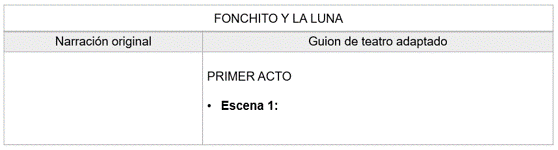 FONCHITO Y LA LUNA
Narración original
Guion de teatro adaptado
PRIMER ACTO
• Escena 1: